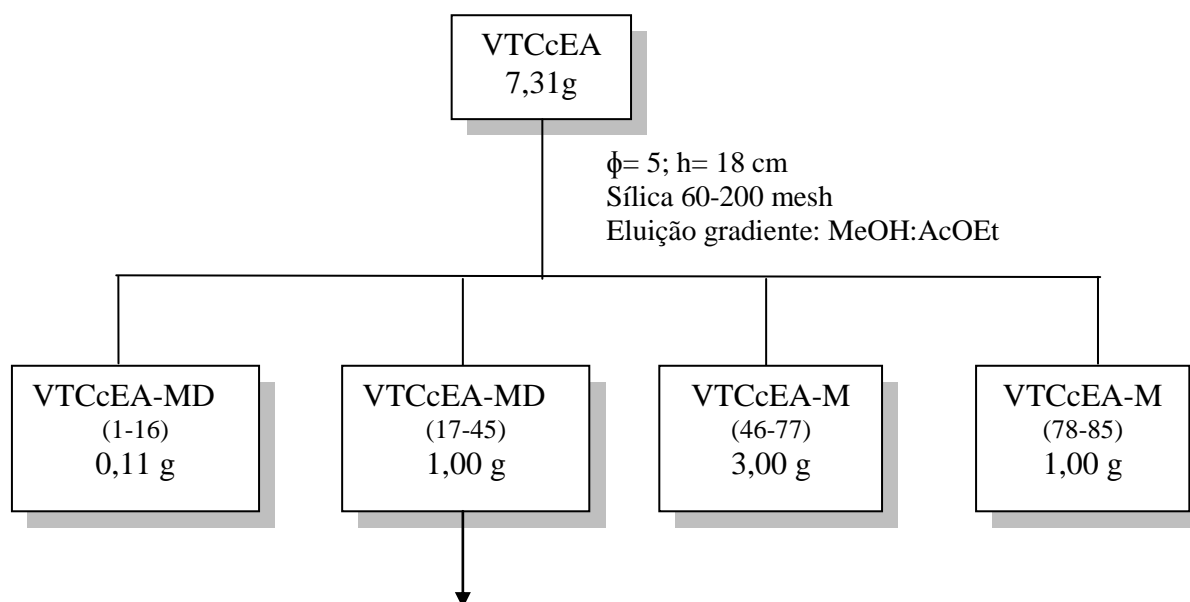 VTCcEA
7,31g
ϕ= 5; h= 18 cm
Sílica 60-200 mesh
Eluição gradiente: MeOH:AcOEt
VTCcEA-MD
(1-16)
0,11 g
VTCcEA-MD
(17-45)
1,00 g
VTCcEA-M
(46-77)
3,00 g
VTCcEA-M
(78-85)
1,00 g